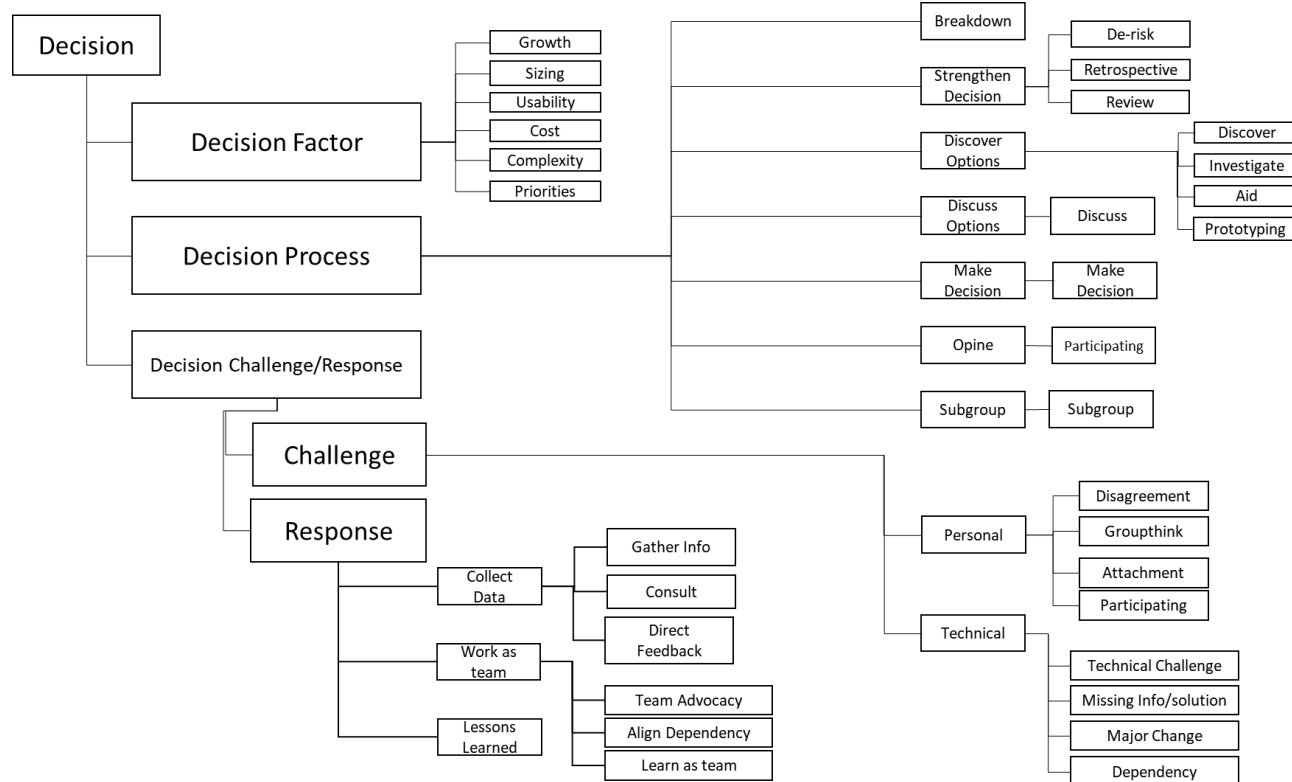 Decision
Decision Factor
Growth
Sizing
Usability
Cost
Complexity
Priorities
Decision Process
Breakdown
Strengthen
Decision
De-risk
Retrospective
Review
Discover
Options
Discover
Investigate
Aid
Prototyping
Discuss
Options
Discuss
Make
Decision
Make
Decision
Opine
Participating
Subgroup
Subgroup
Decision Challenge/Response
Challenge
Personal
Disagreement
Groupthink
Attachment
Participating
Technical
Technical Challenge
Missing Info/solution
Major Change
Dependency
Response
Collect
Data
Gather Info
Consult
Direct
Feedback
Work as
team
Team Advocacy
Align Dependency
Learn as team
Lessons
Learned